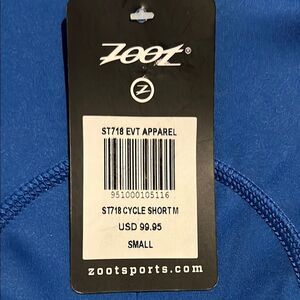 ZOOT®
Z
ST718 EVT APPAREL
951000105116
ST718 CYCLE SHORT M
USD 99.95
SMALL
zootsports.com